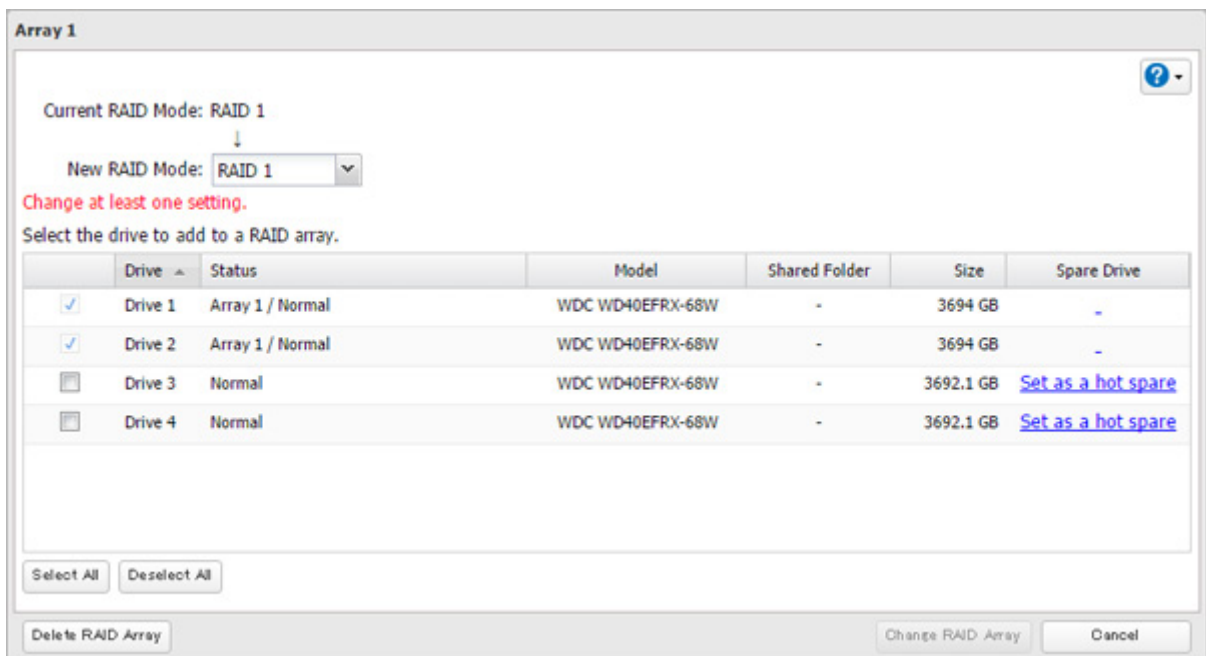 Array 1
?
Current RAID Mode: RAID 1
↓
New RAID Mode: RAID 1
Change at least one setting.
Select the drive to add to a RAID array.
Drive Status Model Shared Folder Size Spare Drive
Drive 1 Array 1 / Normal WDC WD40EFRX-68W - 3694 GB -
Drive 2 Array 1 / Normal WDC WD40EFRX-68W - 3694 GB -
Drive 3 Normal WDC WD40EFRX-68W - 3692.1 GB Set as a hot spare
Drive 4 Normal WDC WD40EFRX-68W - 3692.1 GB Set as a hot spare
Select All Deselect All
Delete RAID Array Change RAID Array Cancel